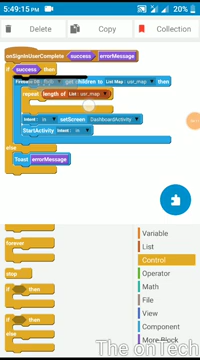 5:49:15 PM
20%
Delete
Copy
Collection
onSignInUserComplete success errorMessage
if success then
children to List Map : usr_map then
repeat length of List : usr_map
Intent : in setScreen DashboardActivity
StartActivity Intent : in
else
Toast errorMessage
forever
stop
if then
if then
else
Variable
List
Control
Operator
Math
File
View
Component
More Block
The onTech